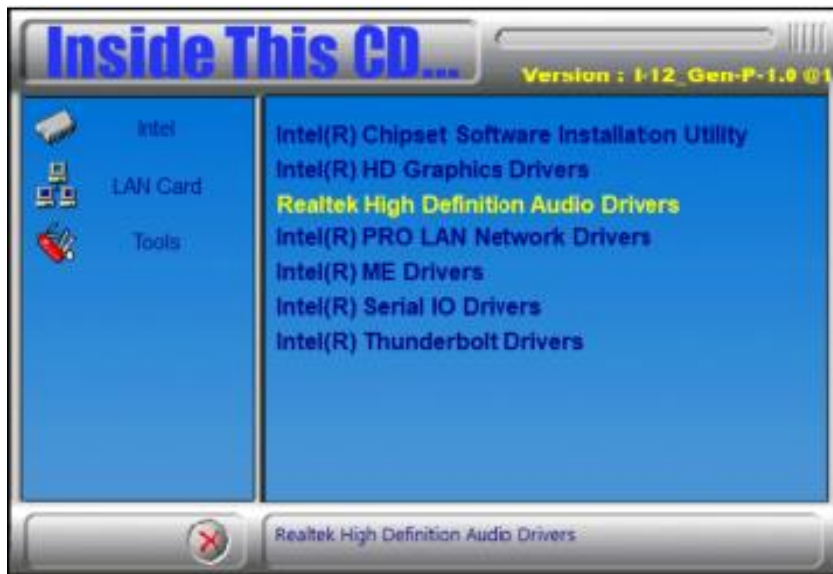 Inside This CD...
Version : I-12_Gen-P-1.0 @1
Intel
LAN Card
Tools
Intel(R) Chipset Software Installation Utility
Intel(R) HD Graphics Drivers
Realtek High Definition Audio Drivers
Intel(R) PRO LAN Network Drivers
Intel(R) ME Drivers
Intel(R) Serial IO Drivers
Intel(R) Thunderbolt Drivers
Realtek High Definition Audio Drivers